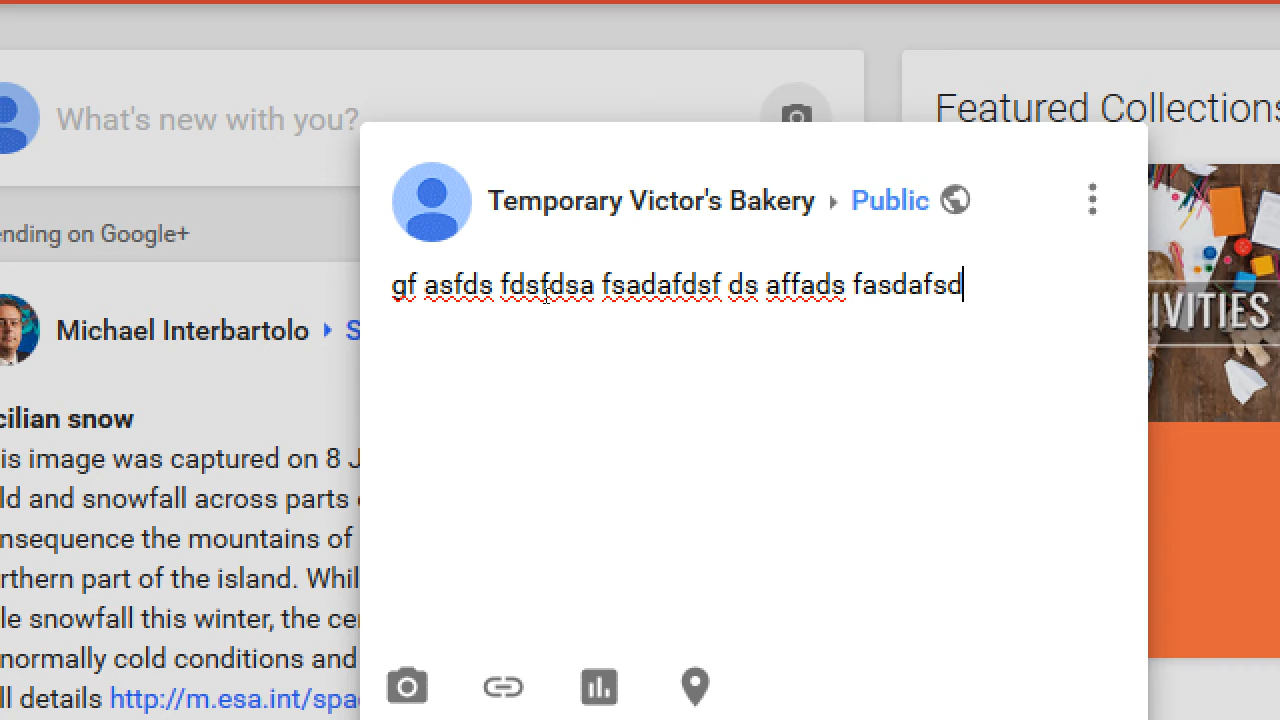 What's new with you?
Featured Collections
Temporary Victor's Bakery Public
ending on Google+
gf asfds fdsfdsa fsadafdsf ds affads fasdafsd
IVITIES
Michael Interbartolo S
cilian snow
is image was captured on 8 J
ld and snowfall across parts
nsequence the mountains of
rthern part of the island. Whil
le snowfall this winter, the cer
normally cold conditions and
ll details http://m.esa.int/spa